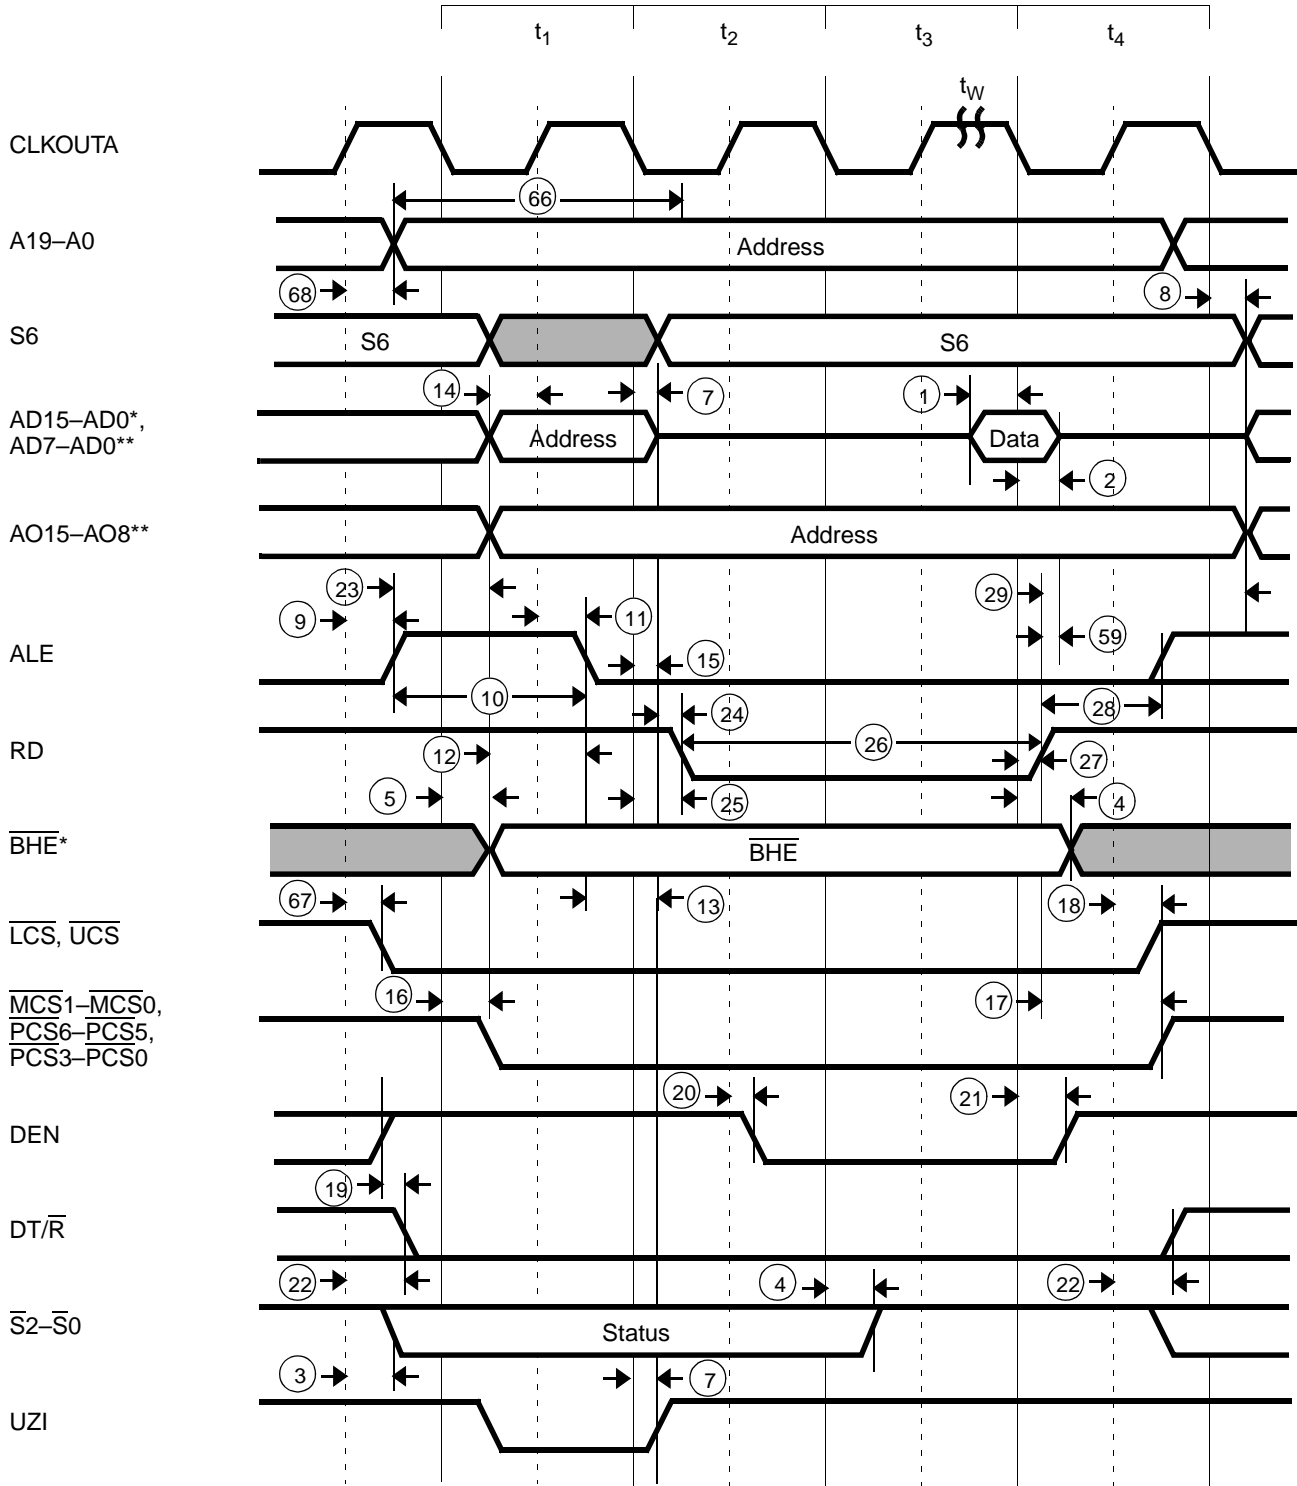 t1 t2 t3 t4
tW
CLKOUTA
66
A19–A0 Address
68 8
S6 S6 S6
14 7 1
AD15–AD0*,
AD7–AD0** Address Data
2
AO15–AO8** Address
23 29
9 11 59
ALE 15
10 28
24
RD 12 26 27
5 25 4
BHE* BHE
67 13 18
LCS, UCS
16 17
MCS1–MCS0,
PCS6–PCS5,
PCS3–PCS0
20 21
DEN
19
DT/R
22 4 22
S2–S0 Status
3 7
UZI